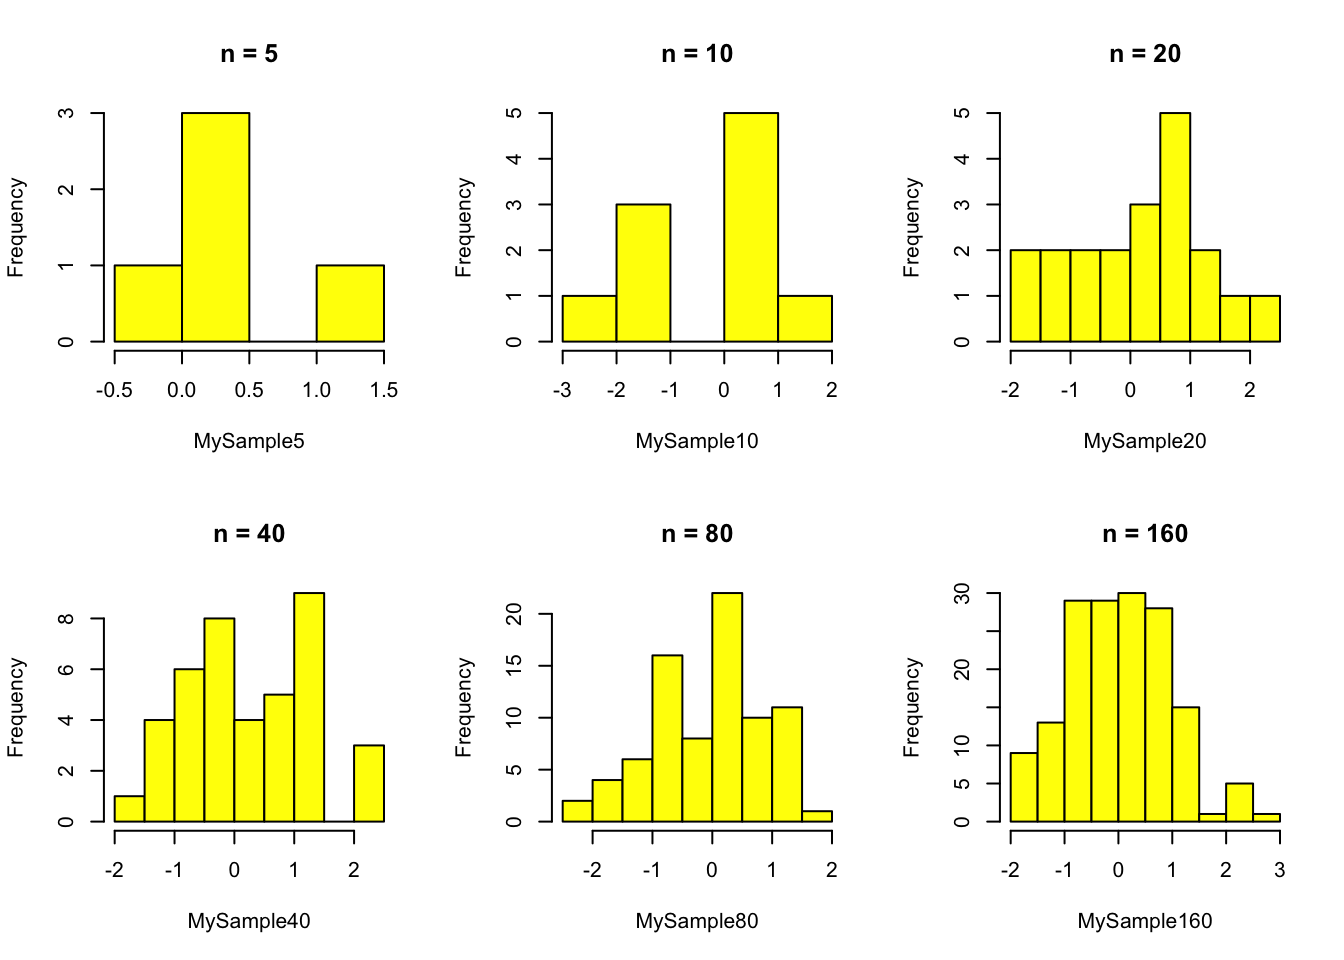 n = 5
3
2
1
0
Frequency
-0.5 0.0 0.5 1.0 1.5
MySample5
n = 10
5
4
3
2
1
0
Frequency
-3 -2 -1 0 1 2
MySample10
n = 20
5
4
3
2
1
0
Frequency
-2 -1 0 1 2
MySample20
n = 40
8
6
4
2
0
Frequency
-2 -1 0 1 2
MySample40
n = 80
20
15
10
5
0
Frequency
-2 -1 0 1 2
MySample80
n = 160
30
20
10
5
0
Frequency
-2 -1 0 1 2 3
MySample160